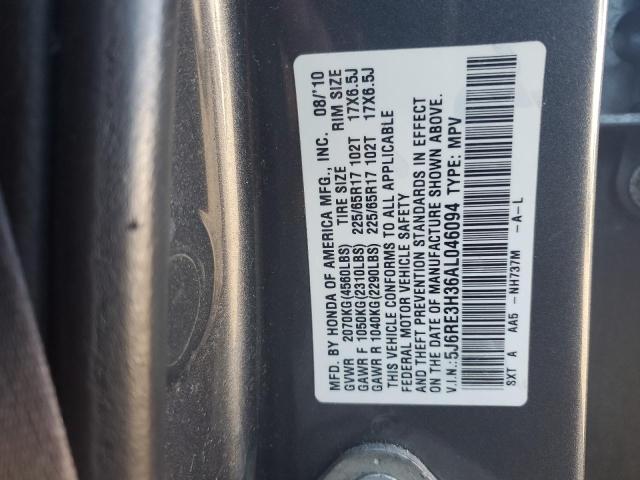 MFD. BY HONDA OF AMERICA MFG., INC. 08/'10
TIRE SIZE RIM SIZE
GVWR 2070KG(4560LBS)
GAWR F 1050KG(2310LBS) 225/65R17 102T 17X6.5J
GAWR R 1040KG(2290LBS) 225/65R17 102T 17X6.5J
THIS VEHICLE CONFORMS TO ALL APPLICABLE
FEDERAL MOTOR VEHICLE SAFETY
AND THEFT PREVENTION STANDARDS IN EFFECT
ON THE DATE OF MANUFACTURE SHOWN ABOVE.
V.I.N.:5J6RE3H36AL046094 TYPE: MPV
SXT A AA5 -NH737M -A-L